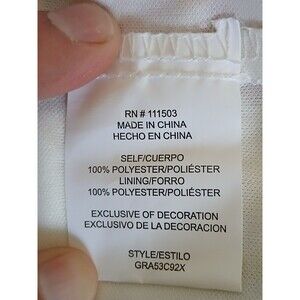 RN # 111503
MADE IN CHINA
HECHO EN CHINA
SELF/CUERPO
100% POLYESTER/POLIÉSTER
LINING/FORRO
100% POLYESTER/POLIÉSTER
EXCLUSIVE OF DECORATION
EXCLUSIVO DE LA DECORACION
STYLE/ESTILO
GRA53C92X